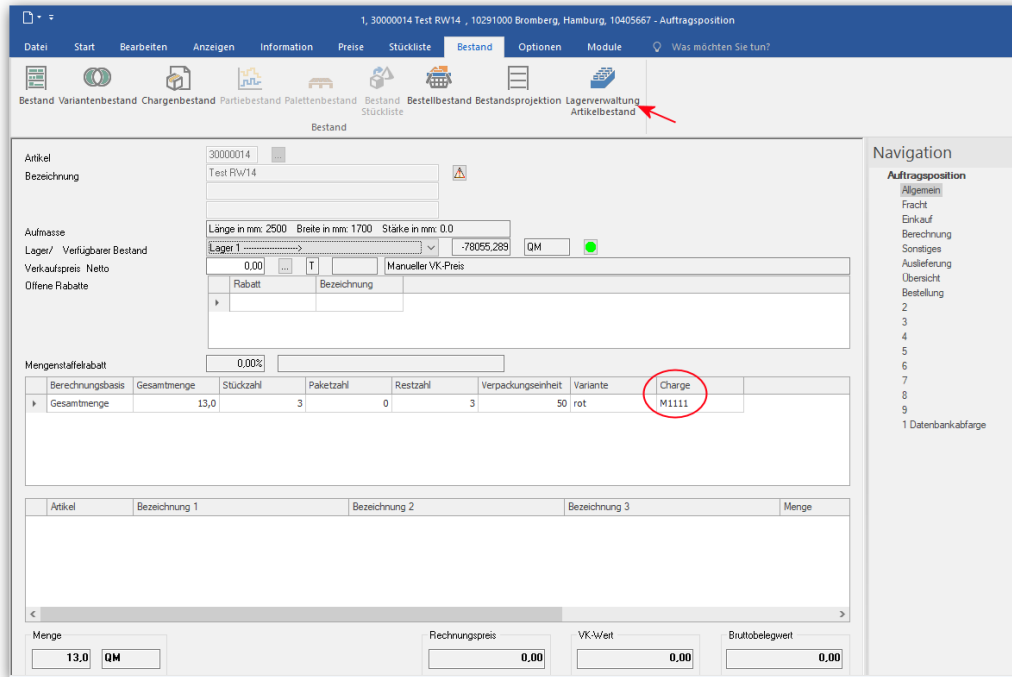 1, 30000014 Test RW14 , 10291000 Bromberg, Hamburg, 10405667 - Auftragsposition
Datei Start Bearbeiten Anzeigen Information Preise Stückliste Bestand Optionen Module Was möchten Sie tun?
Bestand Variantenbestand Chargenbestand Partiebestand Palettenbestand Bestand Stückliste Bestellbestand Bestandsprojektion Lagerverwaltung Artikelbestand
Bestand
Artikel 30000014 ...
Bezeichnung Test RW14
Aufmasse Länge in mm: 2500 Breite in mm: 1700 Stärke in mm: 0.0
Lager/ Verfügbarer Bestand Lager 1 --------------------> -78055,289 QM
Verkaufspreis Netto 0,00 ... T Manueller VK-Preis
Offene Rabatte Rabatt Bezeichnung
Mengenstaffelrabatt 0,00%
Berechnungsbasis Gesamtmenge Stückzahl Paketzahl Restzahl Verpackungseinheit Variante Charge
Gesamtmenge 13,0 3 0 3 50 rot M1111
Artikel Bezeichnung 1 Bezeichnung 2 Bezeichnung 3 Menge
Menge Rechnungspreis VK-Wert Bruttobelegwert
13,0 QM 0,00 0,00 0,00
Navigation
Auftragsposition
Allgemein
Fracht
Einkauf
Berechnung
Sonstiges
Auslieferung
Übersicht
Bestellung
2
3
4
5
6
7
8
9
1 Datenbankabfarge